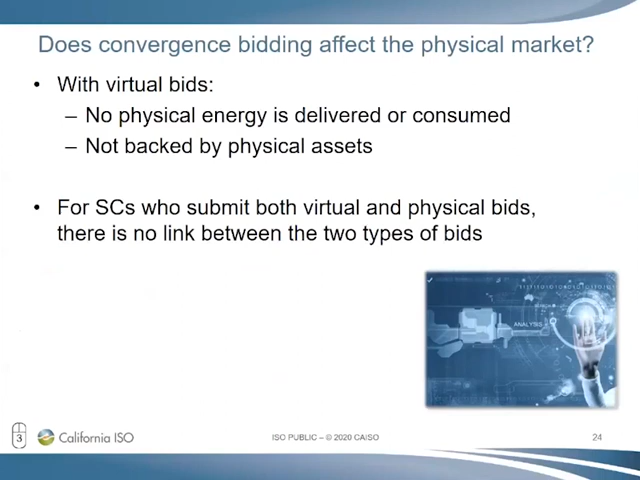 Does convergence bidding affect the physical market?
• With virtual bids:
– No physical energy is delivered or consumed
– Not backed by physical assets
• For SCs who submit both virtual and physical bids,
there is no link between the two types of bids
ANALYSIS
3
California ISO
ISO PUBLIC – © 2020 CAISO
24